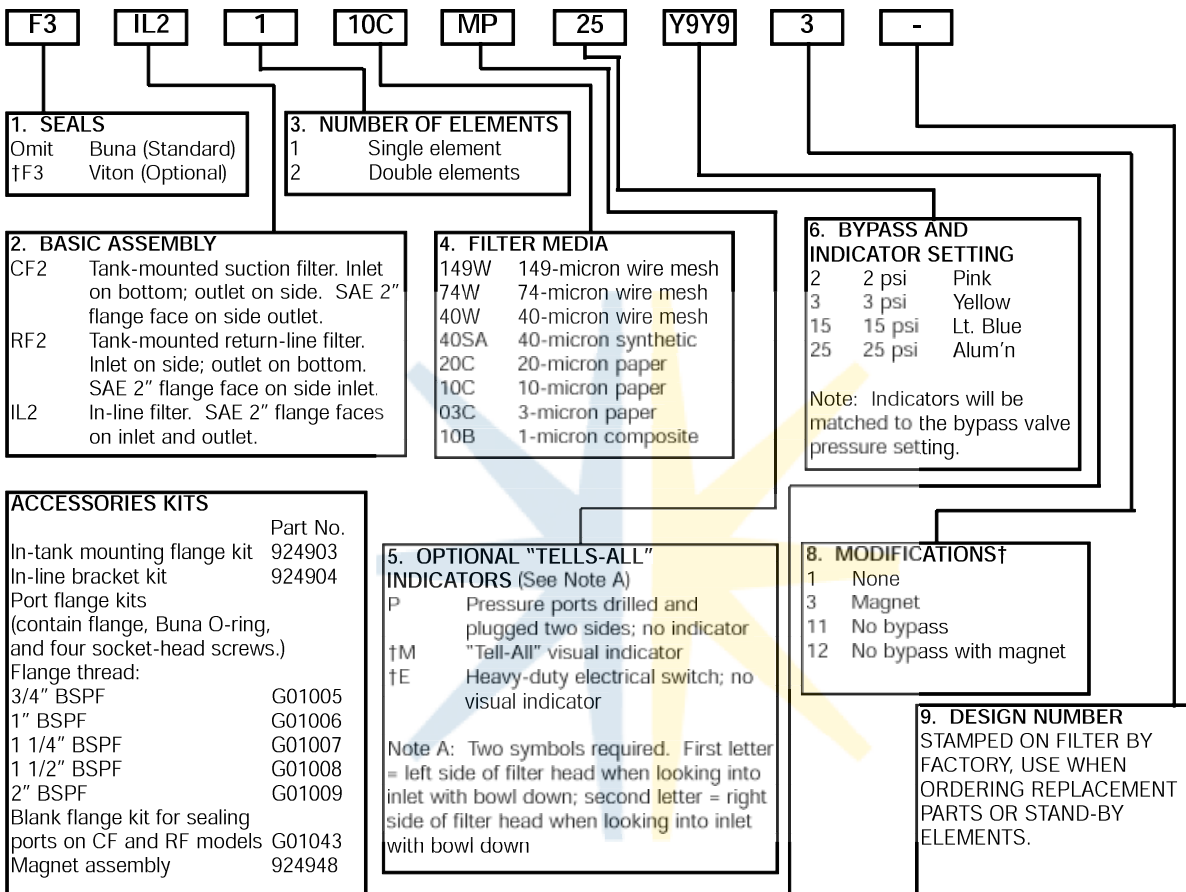 F3 IL2 1 10C MP 25 Y9Y9 3 -
1. SEALS
Omit Buna (Standard)
†F3 Viton (Optional)
3. NUMBER OF ELEMENTS
1 Single element
2 Double elements
2. BASIC ASSEMBLY
CF2 Tank-mounted suction filter. Inlet
on bottom; outlet on side. SAE 2”
flange face on side outlet.
RF2 Tank-mounted return-line filter.
Inlet on side; outlet on bottom.
SAE 2” flange face on side inlet.
IL2 In-line filter. SAE 2” flange faces
on inlet and outlet.
4. FILTER MEDIA
149W 149-micron wire mesh
74W 74-micron wire mesh
40W 40-micron wire mesh
40SA 40-micron synthetic
20C 20-micron paper
10C 10-micron paper
03C 3-micron paper
10B 1-micron composite
6. BYPASS AND
INDICATOR SETTING
2 2 psi Pink
3 3 psi Yellow
15 15 psi Lt. Blue
25 25 psi Alum’n
Note: Indicators will be
matched to the bypass valve
pressure setting.
ACCESSORIES KITS
Part No.
In-tank mounting flange kit 924903
In-line bracket kit 924904
Port flange kits
(contain flange, Buna O-ring,
and four socket-head screws.)
Flange thread:
3/4” BSPF G01005
1” BSPF G01006
1 1/4” BSPF G01007
1 1/2” BSPF G01008
2” BSPF G01009
Blank flange kit for sealing
ports on CF and RF models G01043
Magnet assembly 924948
5. OPTIONAL “TELLS-ALL”
INDICATORS (See Note A)
P Pressure ports drilled and
plugged two sides; no indicator
†M “Tell-All” visual indicator
†E Heavy-duty electrical switch; no
visual indicator
Note A: Two symbols required. First letter
= left side of filter head when looking into
inlet with bowl down; second letter = right
side of filter head when looking into inlet
with bowl down
8. MODIFICATIONS†
1 None
3 Magnet
11 No bypass
12 No bypass with magnet
9. DESIGN NUMBER
STAMPED ON FILTER BY
FACTORY, USE WHEN
ORDERING REPLACEMENT
PARTS OR STAND-BY
ELEMENTS.